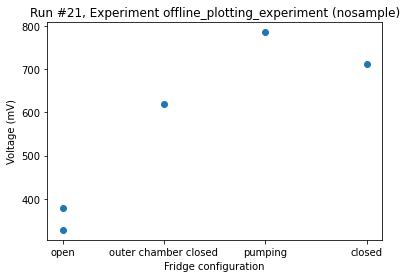 Run #21, Experiment offline_plotting_experiment (nosample)
800
700
600
500
400
Voltage (mV)
open
outer chamber closed
pumping
closed
Fridge configuration